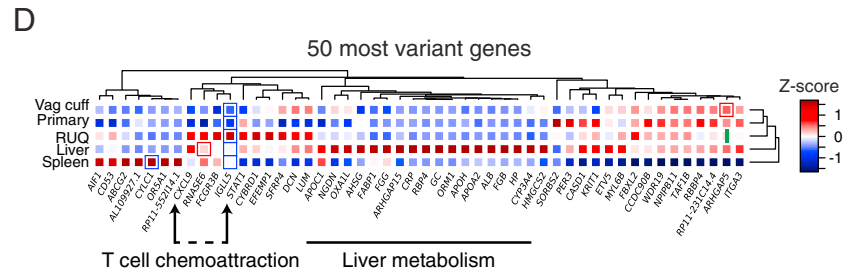 D
50 most variant genes
Z-score
1
0
-1
Vag cuff
Primary
RUQ
Liver
Spleen
AIF1
CD53
ABCG2
AL109927.1
CYLC1
OR5A1
RP11-552I14.1
CXCL9
RNASE6
FCGR3B
IGLL5
STAT1
CYBRD1
EFEMP1
SFRP4
DCN
LUM
APOC1
NGDN
OXA1L
AHSG
FABP1
FGG
ARHGAP15
CRP
RBP4
GC
ORM1
APOH
APOA2
ALB
FGB
HP
CYP3A4
HMGCS2
SORBS2
PER3
CASD1
KRIT1
ETV5
MYL6B
FBXL2
CCDC90B
WDR19
NPIPB12
TAF1B
RBBP4
RP11-231C14.4
ARHGAP5
ITGA3
T cell chemoattraction
Liver metabolism